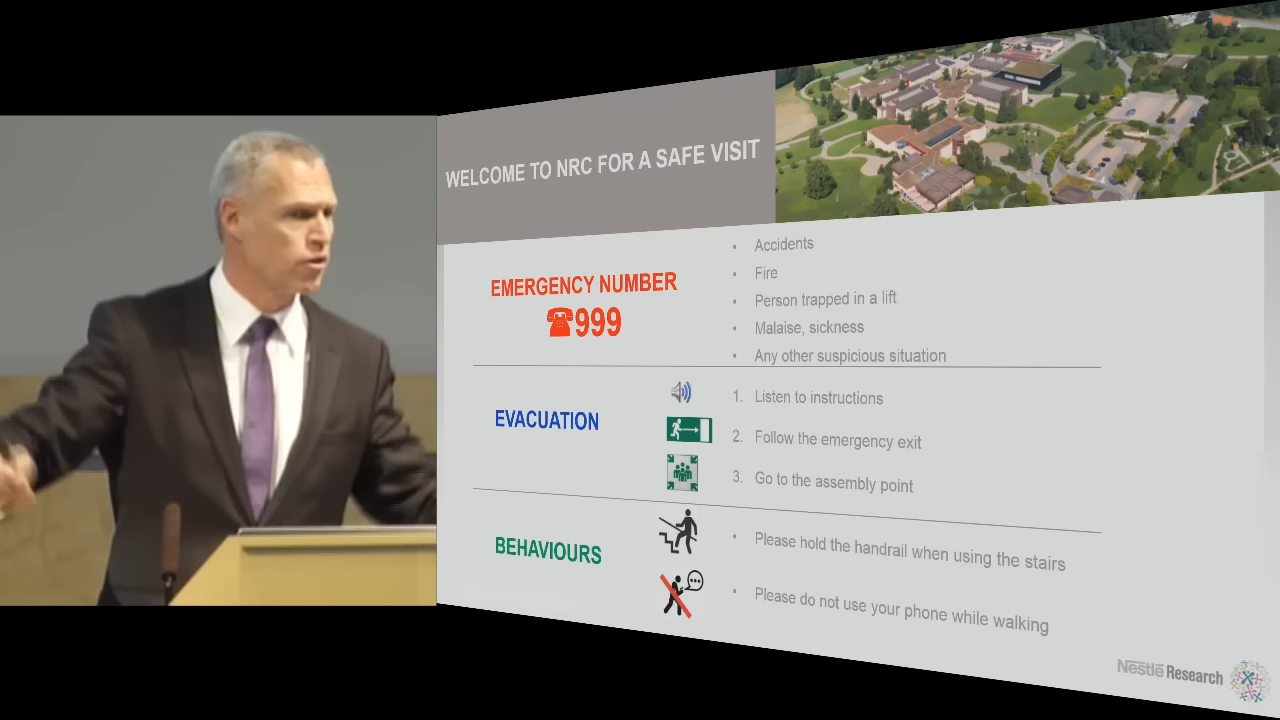 WELCOME TO NRC FOR A SAFE VISIT
EMERGENCY NUMBER
☎999
• Accidents
• Fire
• Person trapped in a lift
• Malaise, sickness
• Any other suspicious situation
EVACUATION
1. Listen to instructions
2. Follow the emergency exit
3. Go to the assembly point
BEHAVIOURS
• Please hold the handrail when using the stairs
• Please do not use your phone while walking
Nestlé Research